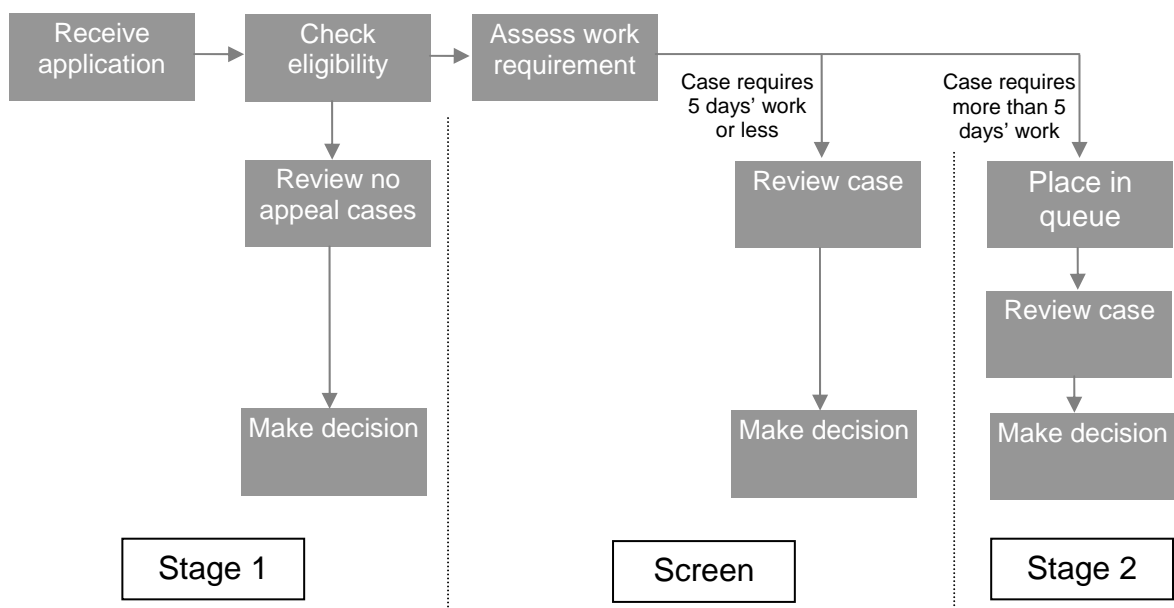 Receive
application
Check
eligibility
Assess work
requirement
Case requires
5 days’ work
or less
Case requires
more than 5
days’ work
Review no
appeal cases
Review case
Place in
queue
Review case
Make decision
Make decision
Make decision
Stage 1
Screen
Stage 2